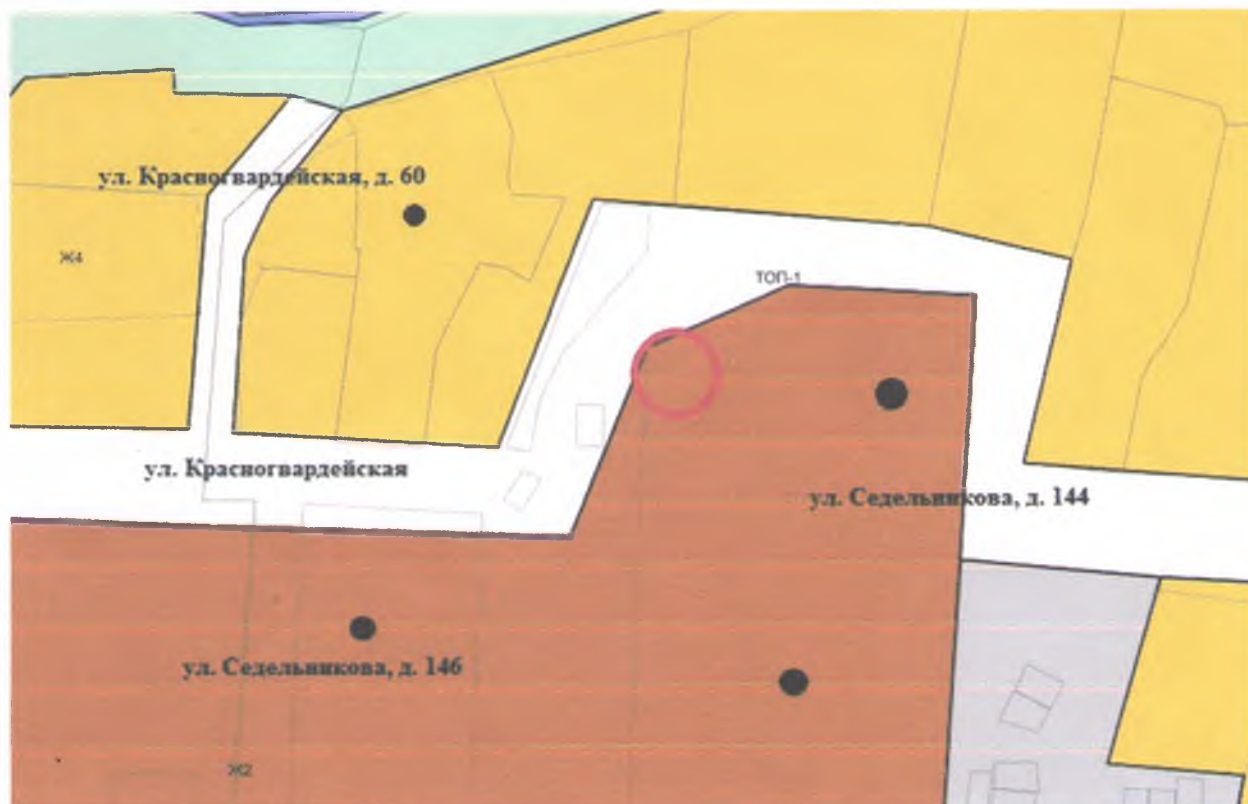 ул. Красногвардейская, д. 60
Ж4
ТОП-1
ул. Красногвардейская
ул. Седельникова, д. 144
ул. Седельникова, д. 146
Ж2